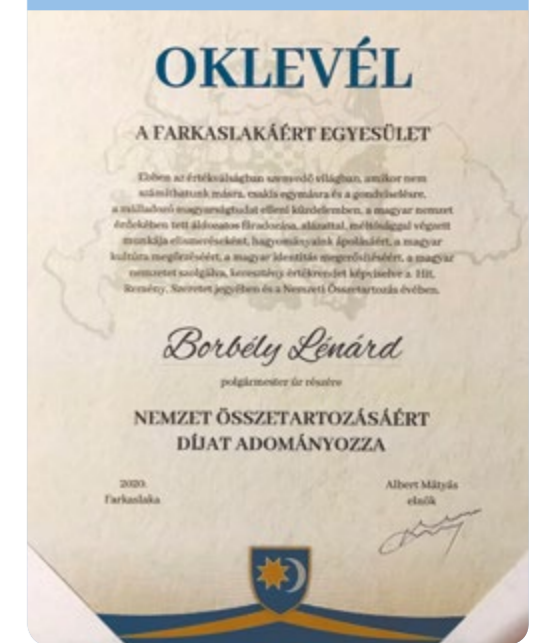 OKLEVÉL
A FARKASLAKÁÉRT EGYESÜLET
Ebben az értékválságban szenvedő világban, amikor nem
számíthatunk másra, csakis egymásra és a gondviselésre,
a málladozó magyarságtudat elleni küzdelemben, a magyar nemzet
érdekében tett áldozatos fáradozása, alázattal, méltósággal végzett
munkája elismeréseként, hagyományaink ápolásáért, a magyar
kultúra megőrzéséért, a magyar identitás megerősítéséért, a magyar
nemzetet szolgálva, keresztény értékrendet képviselve a Hit,
Remény, Szeretet jegyében és a Nemzeti Összetartozás évében.
Borbély Lénárd
polgármester úr részére
NEMZET ÖSSZETARTOZÁSÁÉRT
DÍJAT ADOMÁNYOZZA
2020.
Farkaslaka
Albert Mátyás
elnök